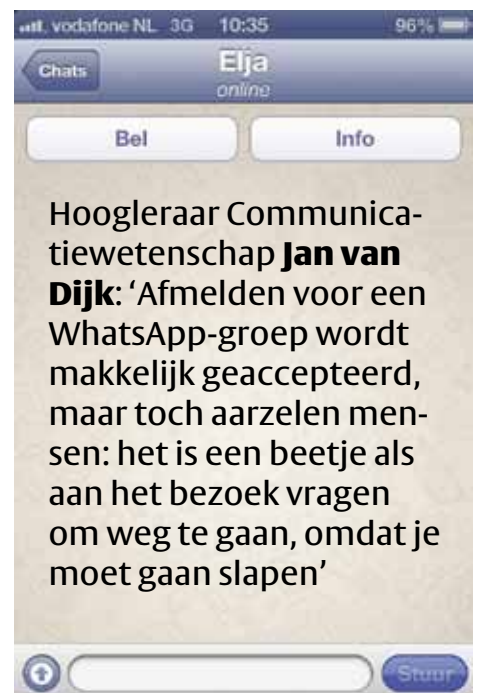 vodafone NL 3G 10:35 96%
Chats Elja
online
Bel Info
Hoogleraar Communica-
tiewetenschap Jan van
Dijk: ‘Afmelden voor een
WhatsApp-groep wordt
makkelijk geaccepteerd,
maar toch aarzelen men-
sen: het is een beetje als
aan het bezoek vragen
om weg te gaan, omdat je
moet gaan slapen’
Stuur